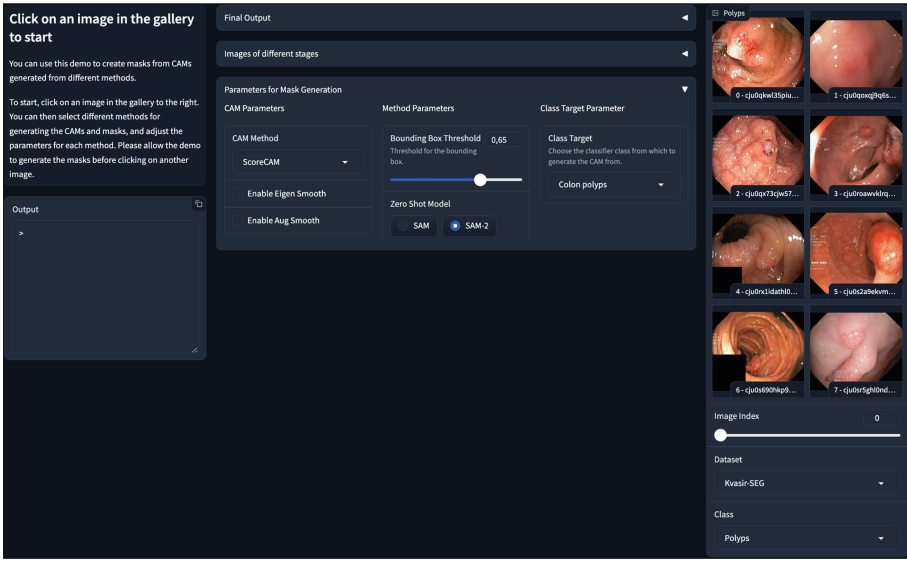 Click on an image in the gallery
to start
You can use this demo to create masks from CAMs
generated from different methods.
To start, click on an image in the gallery to the right.
You can then select different methods for
generating the CAMs and masks, and adjust the
parameters for each method. Please allow the demo
to generate the masks before clicking on another
image.
Output
>
Final Output
Images of different stages
Parameters for Mask Generation
CAM Parameters
CAM Method
ScoreCAM
Enable Eigen Smooth
Enable Aug Smooth
Method Parameters
Bounding Box Threshold 0,65
Threshold for the bounding
box.
Zero Shot Model
SAM SAM-2
Class Target Parameter
Class Target
Choose the classifier class from which to
generate the CAM from.
Colon polyps
Polyps
0 - cju0qkwl35piu...
1 - cju0qoxqj9q6s...
2 - cju0qx73cjw57...
3 - cju0roawvklrq...
4 - cju0rx1idathl0...
5 - cju0s2a9ekvm...
6 - cju0s690hkp9...
7 - cju0sr5ghl0nd...
Image Index 0
Dataset
Kvasir-SEG
Class
Polyps